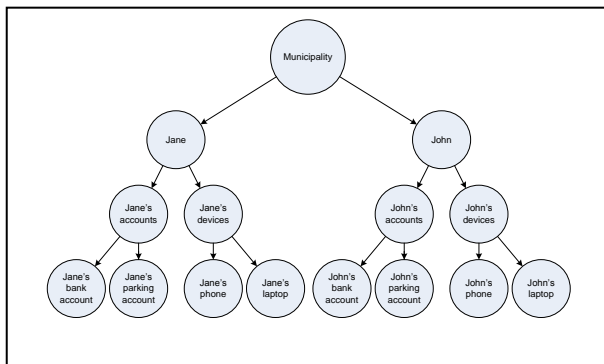 Municipality
Jane
John
Jane's
accounts
Jane's
devices
John's
accounts
John's
devices
Jane's
bank
account
Jane's
parking
account
Jane's
phone
Jane's
laptop
John's
bank
account
John's
parking
account
John's
phone
John's
laptop